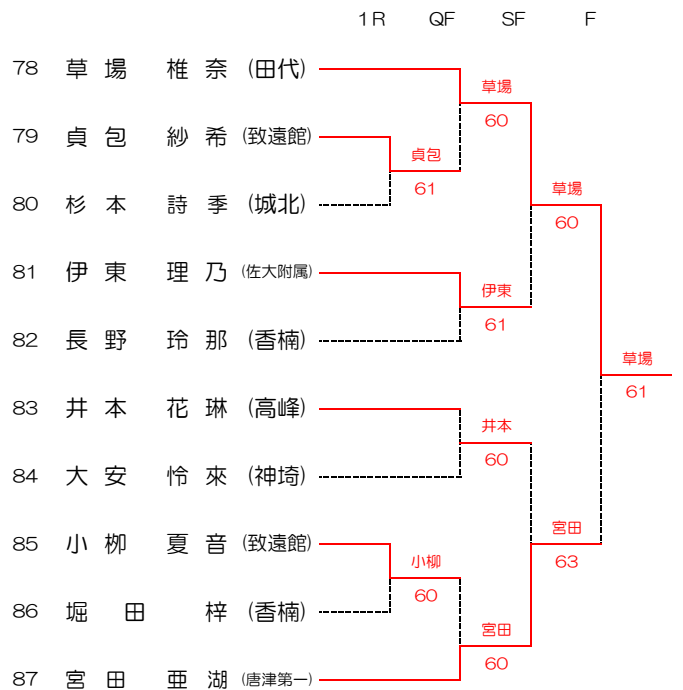 1R QF SF F
78 草場 椎奈 (田代)
草場
60
79 貞包 紗希 (致遠館)
貞包
61
80 杉本 詩季 (城北)
草場
60
81 伊東 理乃 (佐大附属)
伊東
61
82 長野 玲那 (香楠)
草場
61
83 井本 花琳 (高峰)
井本
60
84 大安 怜來 (神埼)
宮田
63
85 小栁 夏音 (致遠館)
小柳
60
86 堀田 梓 (香楠)
宮田
60
87 宮田 亜湖 (唐津第一)